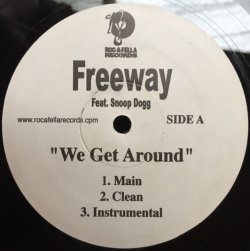 ROC-A-FELLA
RECORDS
Freeway
Feat. Snoop Dogg
www.rocafellarecords.com
SIDE A
"We Get Around"
1. Main
2. Clean
3. Instrumental